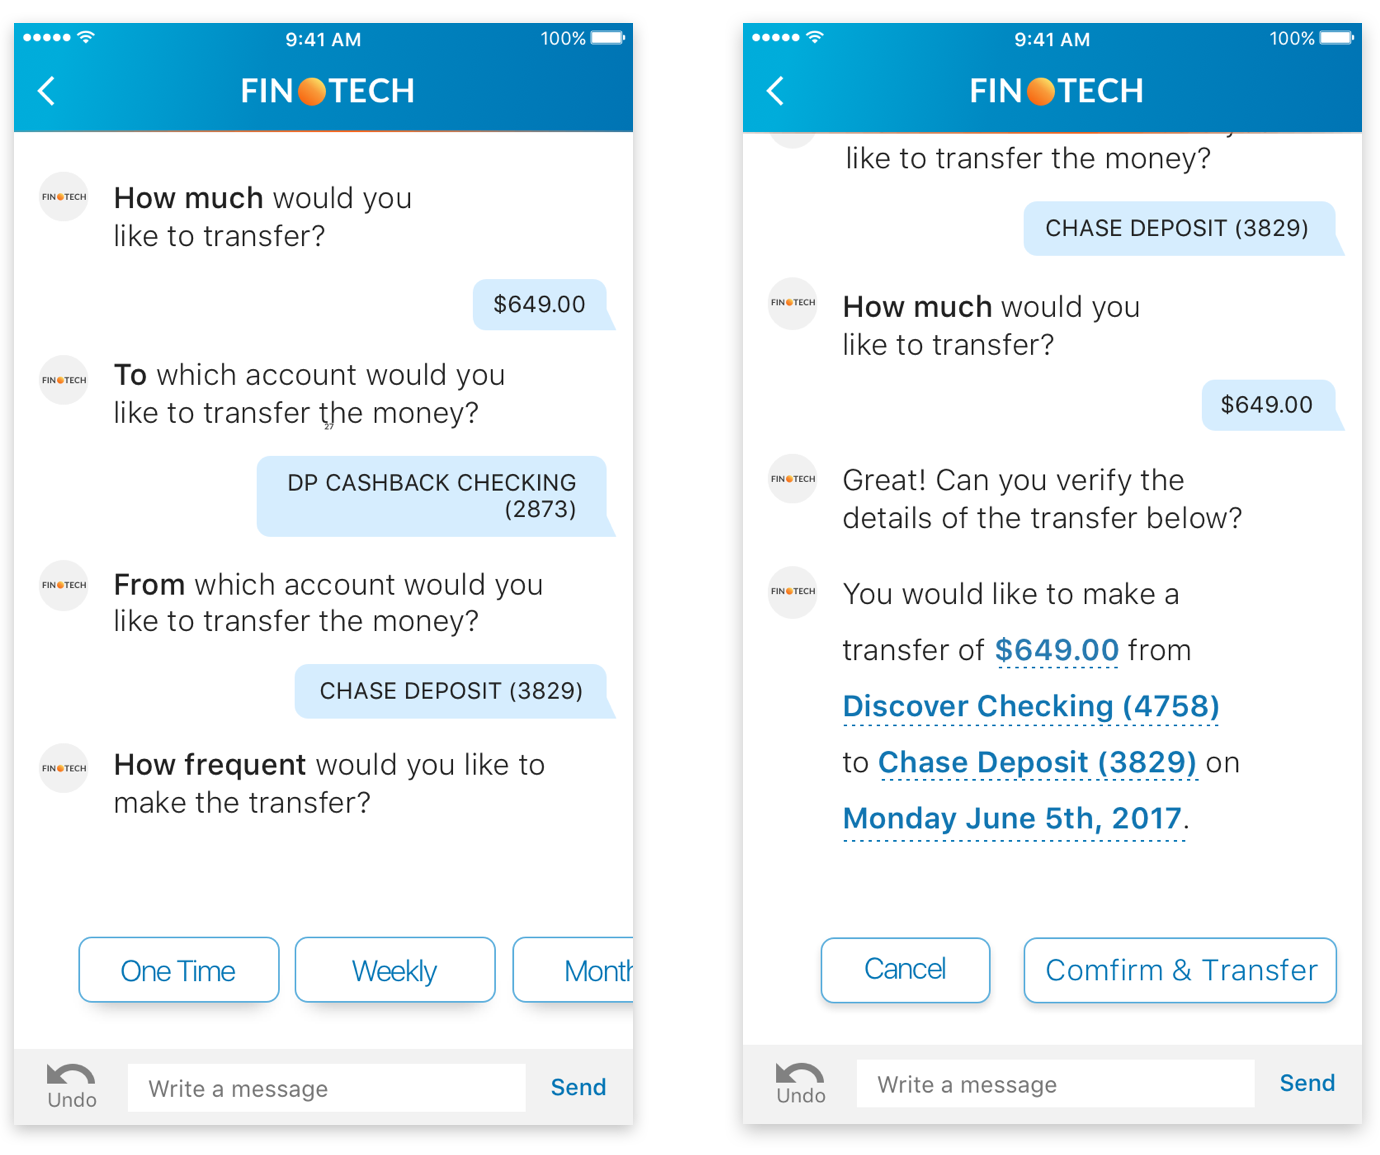 9:41 AM
100%
FINTECH
FINTECH
How much would you
like to transfer?
$649.00
FINTECH
To which account would you
like to transfer the money?
27
DP CASHBACK CHECKING
(2873)
FINTECH
From which account would you
like to transfer the money?
CHASE DEPOSIT (3829)
FINTECH
How frequent would you like to
make the transfer?
One Time
Weekly
Month
Undo
Write a message
Send
9:41 AM
100%
FINTECH
like to transfer the money?
CHASE DEPOSIT (3829)
FINTECH
How much would you
like to transfer?
$649.00
FINTECH
Great! Can you verify the
details of the transfer below?
FINTECH
You would like to make a
transfer of $649.00 from
Discover Checking (4758)
to Chase Deposit (3829) on
Monday June 5th, 2017.
Cancel
Comfirm & Transfer
Undo
Write a message
Send